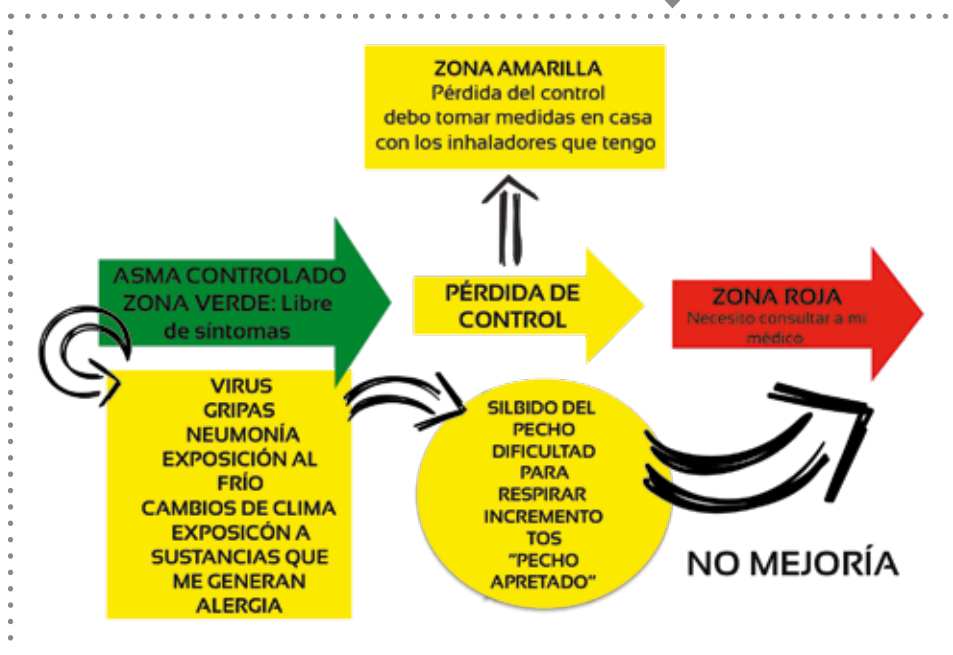 ZONA AMARILLA
Pérdida del control
debo tomar medidas en casa
con los inhaladores que tengo
ASMA CONTROLADO
ZONA VERDE: Libre
de síntomas
PÉRDIDA DE
CONTROL
ZONA ROJA
Necesito consultar a mi
médico
VIRUS
GRIPAS
NEUMONÍA
EXPOSICIÓN AL
FRÍO
CAMBIOS DE CLIMA
EXPOSICÓN A
SUSTANCIAS QUE
ME GENERAN
ALERGIA
SILBIDO DEL
PECHO
DIFICULTAD
PARA
RESPIRAR
INCREMENTO
TOS
"PECHO
APRETADO"
NO MEJORÍA